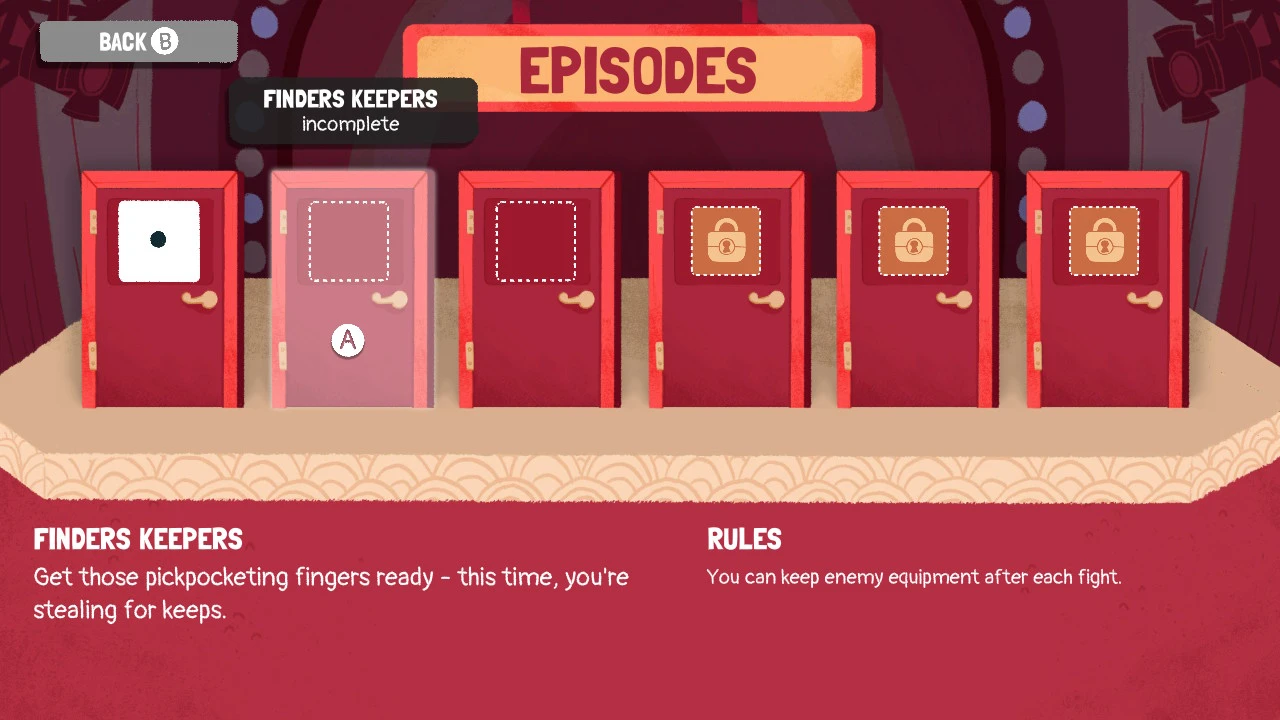 BACK B
EPISODES
FINDERS KEEPERS
incomplete
A
FINDERS KEEPERS
Get those pickpocketing fingers ready - this time, you're
stealing for keeps.
RULES
You can keep enemy equipment after each fight.